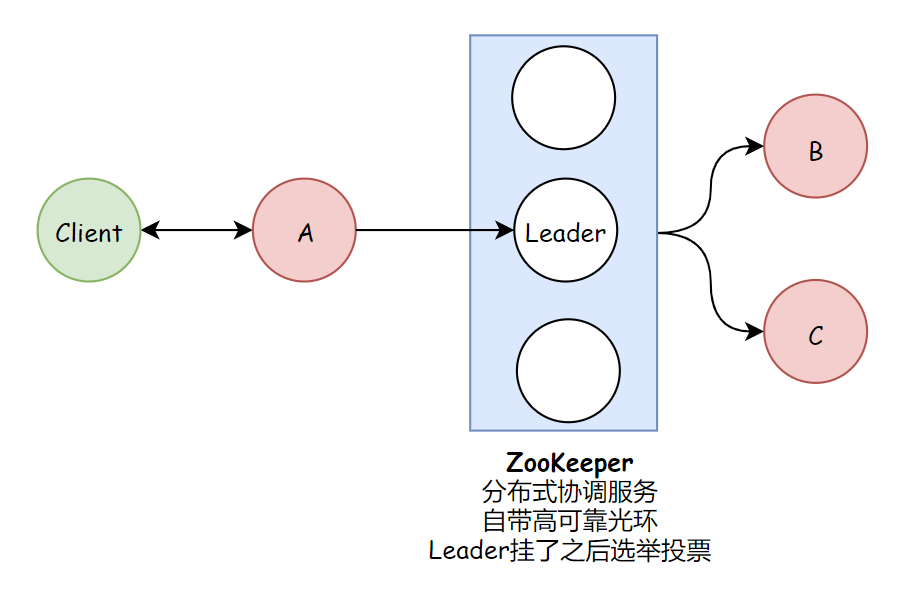 Client
A
Leader
B
C
ZooKeeper
分布式协调服务
自带高可靠光环
Leader挂了之后选举投票